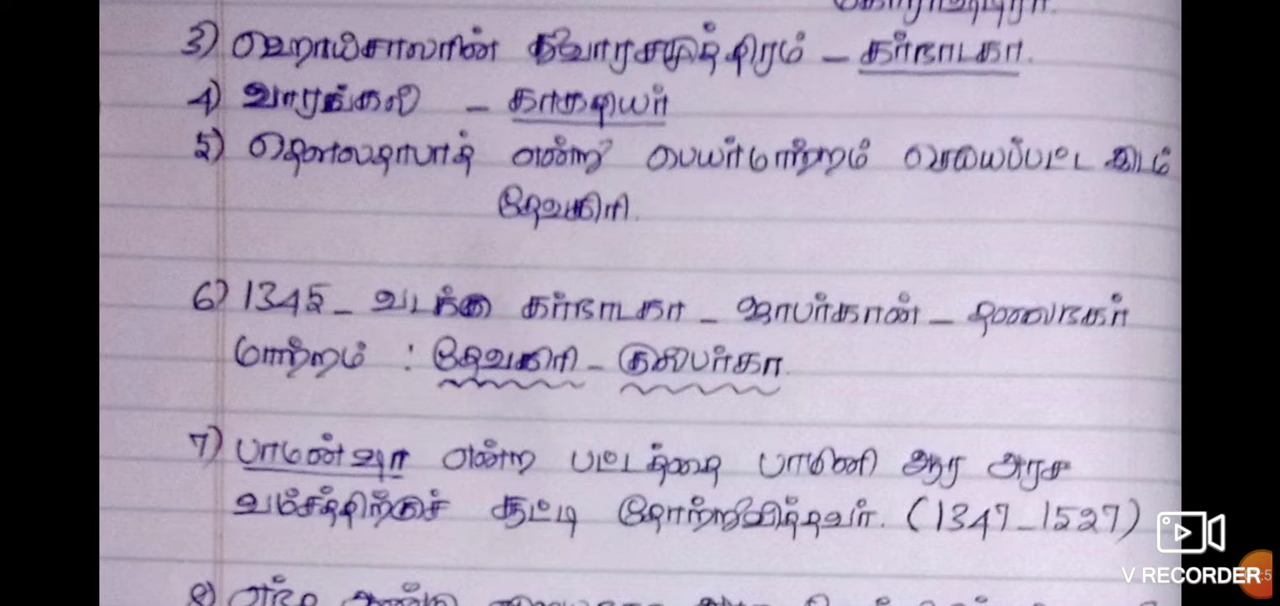 3) ஹொய்சாலரின் துவாரசமுத்திரம் – கர்நாடகா.
4) வாரங்கல் – காகதியர்
5) தௌலதாபாத் என்று பெயர்மாற்றம் செய்யப்பட்ட இடம்
தேவகிரி.
6) 1345 – வடக்கு கர்நாடகா – ஜாபர்கான் – தலைநகர்
மாற்றம் : தேவகிரி – குல்பர்கா.
7) பாமன்ஷா என்ற பட்டத்தை பாமினி அரச
வம்சத்திற்குச் சூட்டி தோற்றுவித்தவர். (1347–1527)
8)
V RECORDER